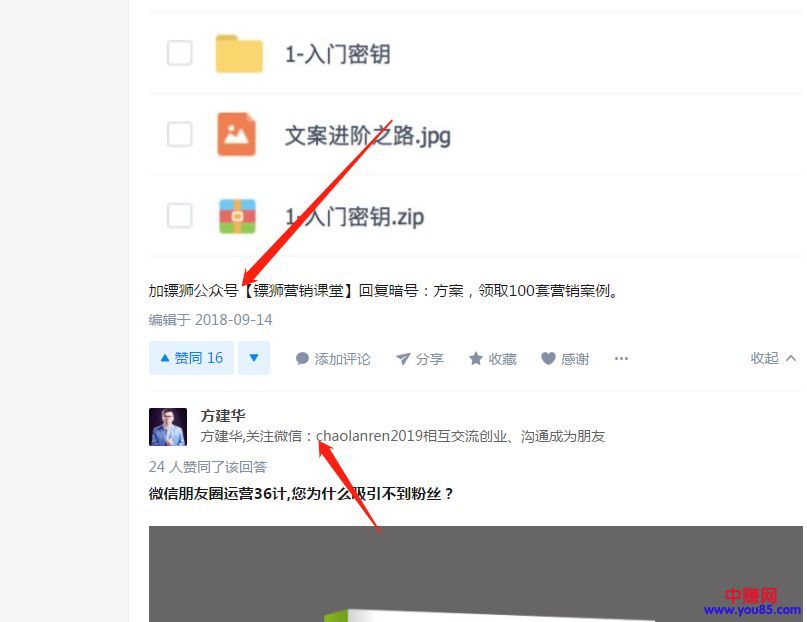 1-入门密钥
文案进阶之路.jpg
1-入门密钥.zip
加镖狮公众号【镖狮营销课堂】回复暗号：方案，领取100套营销案例。
编辑于 2018-09-14
赞同 16
添加评论
分享
收藏
感谢
收起
方建华
方建华,关注微信：chaolanren2019相互交流创业、沟通成为朋友
24 人赞同了该回答
微信朋友圈运营36计,您为什么吸引不到粉丝？
中赚网
www.you85.com